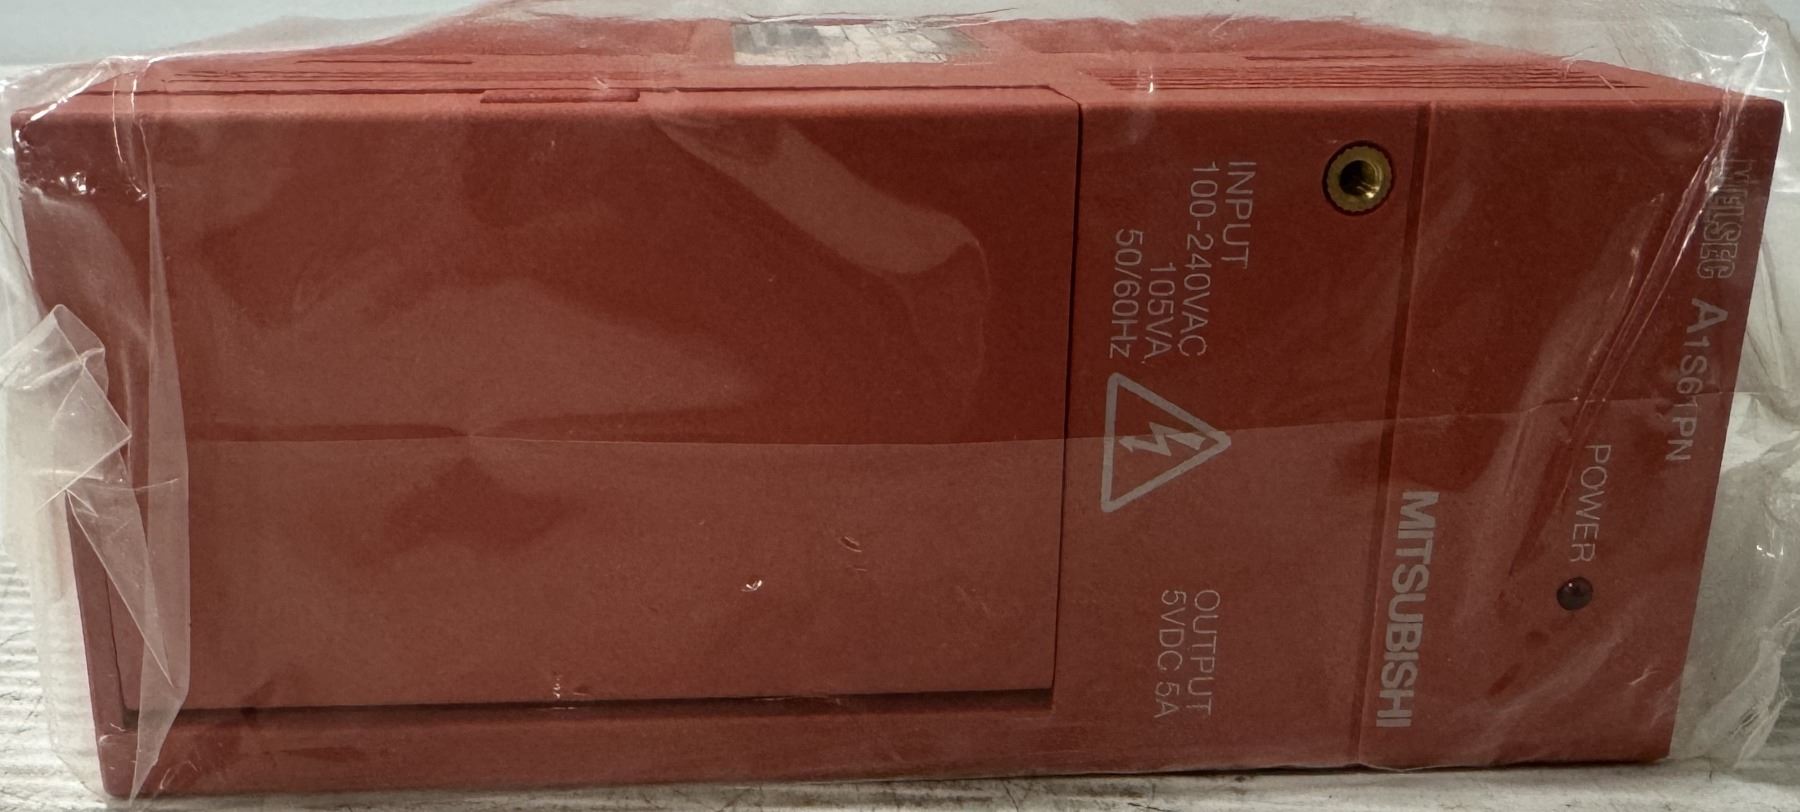 MELSEC A1S61PN
POWER
MITSUBISHI
INPUT
100-240VAC
105VA
50/60Hz
OUTPUT
5VDC 5A